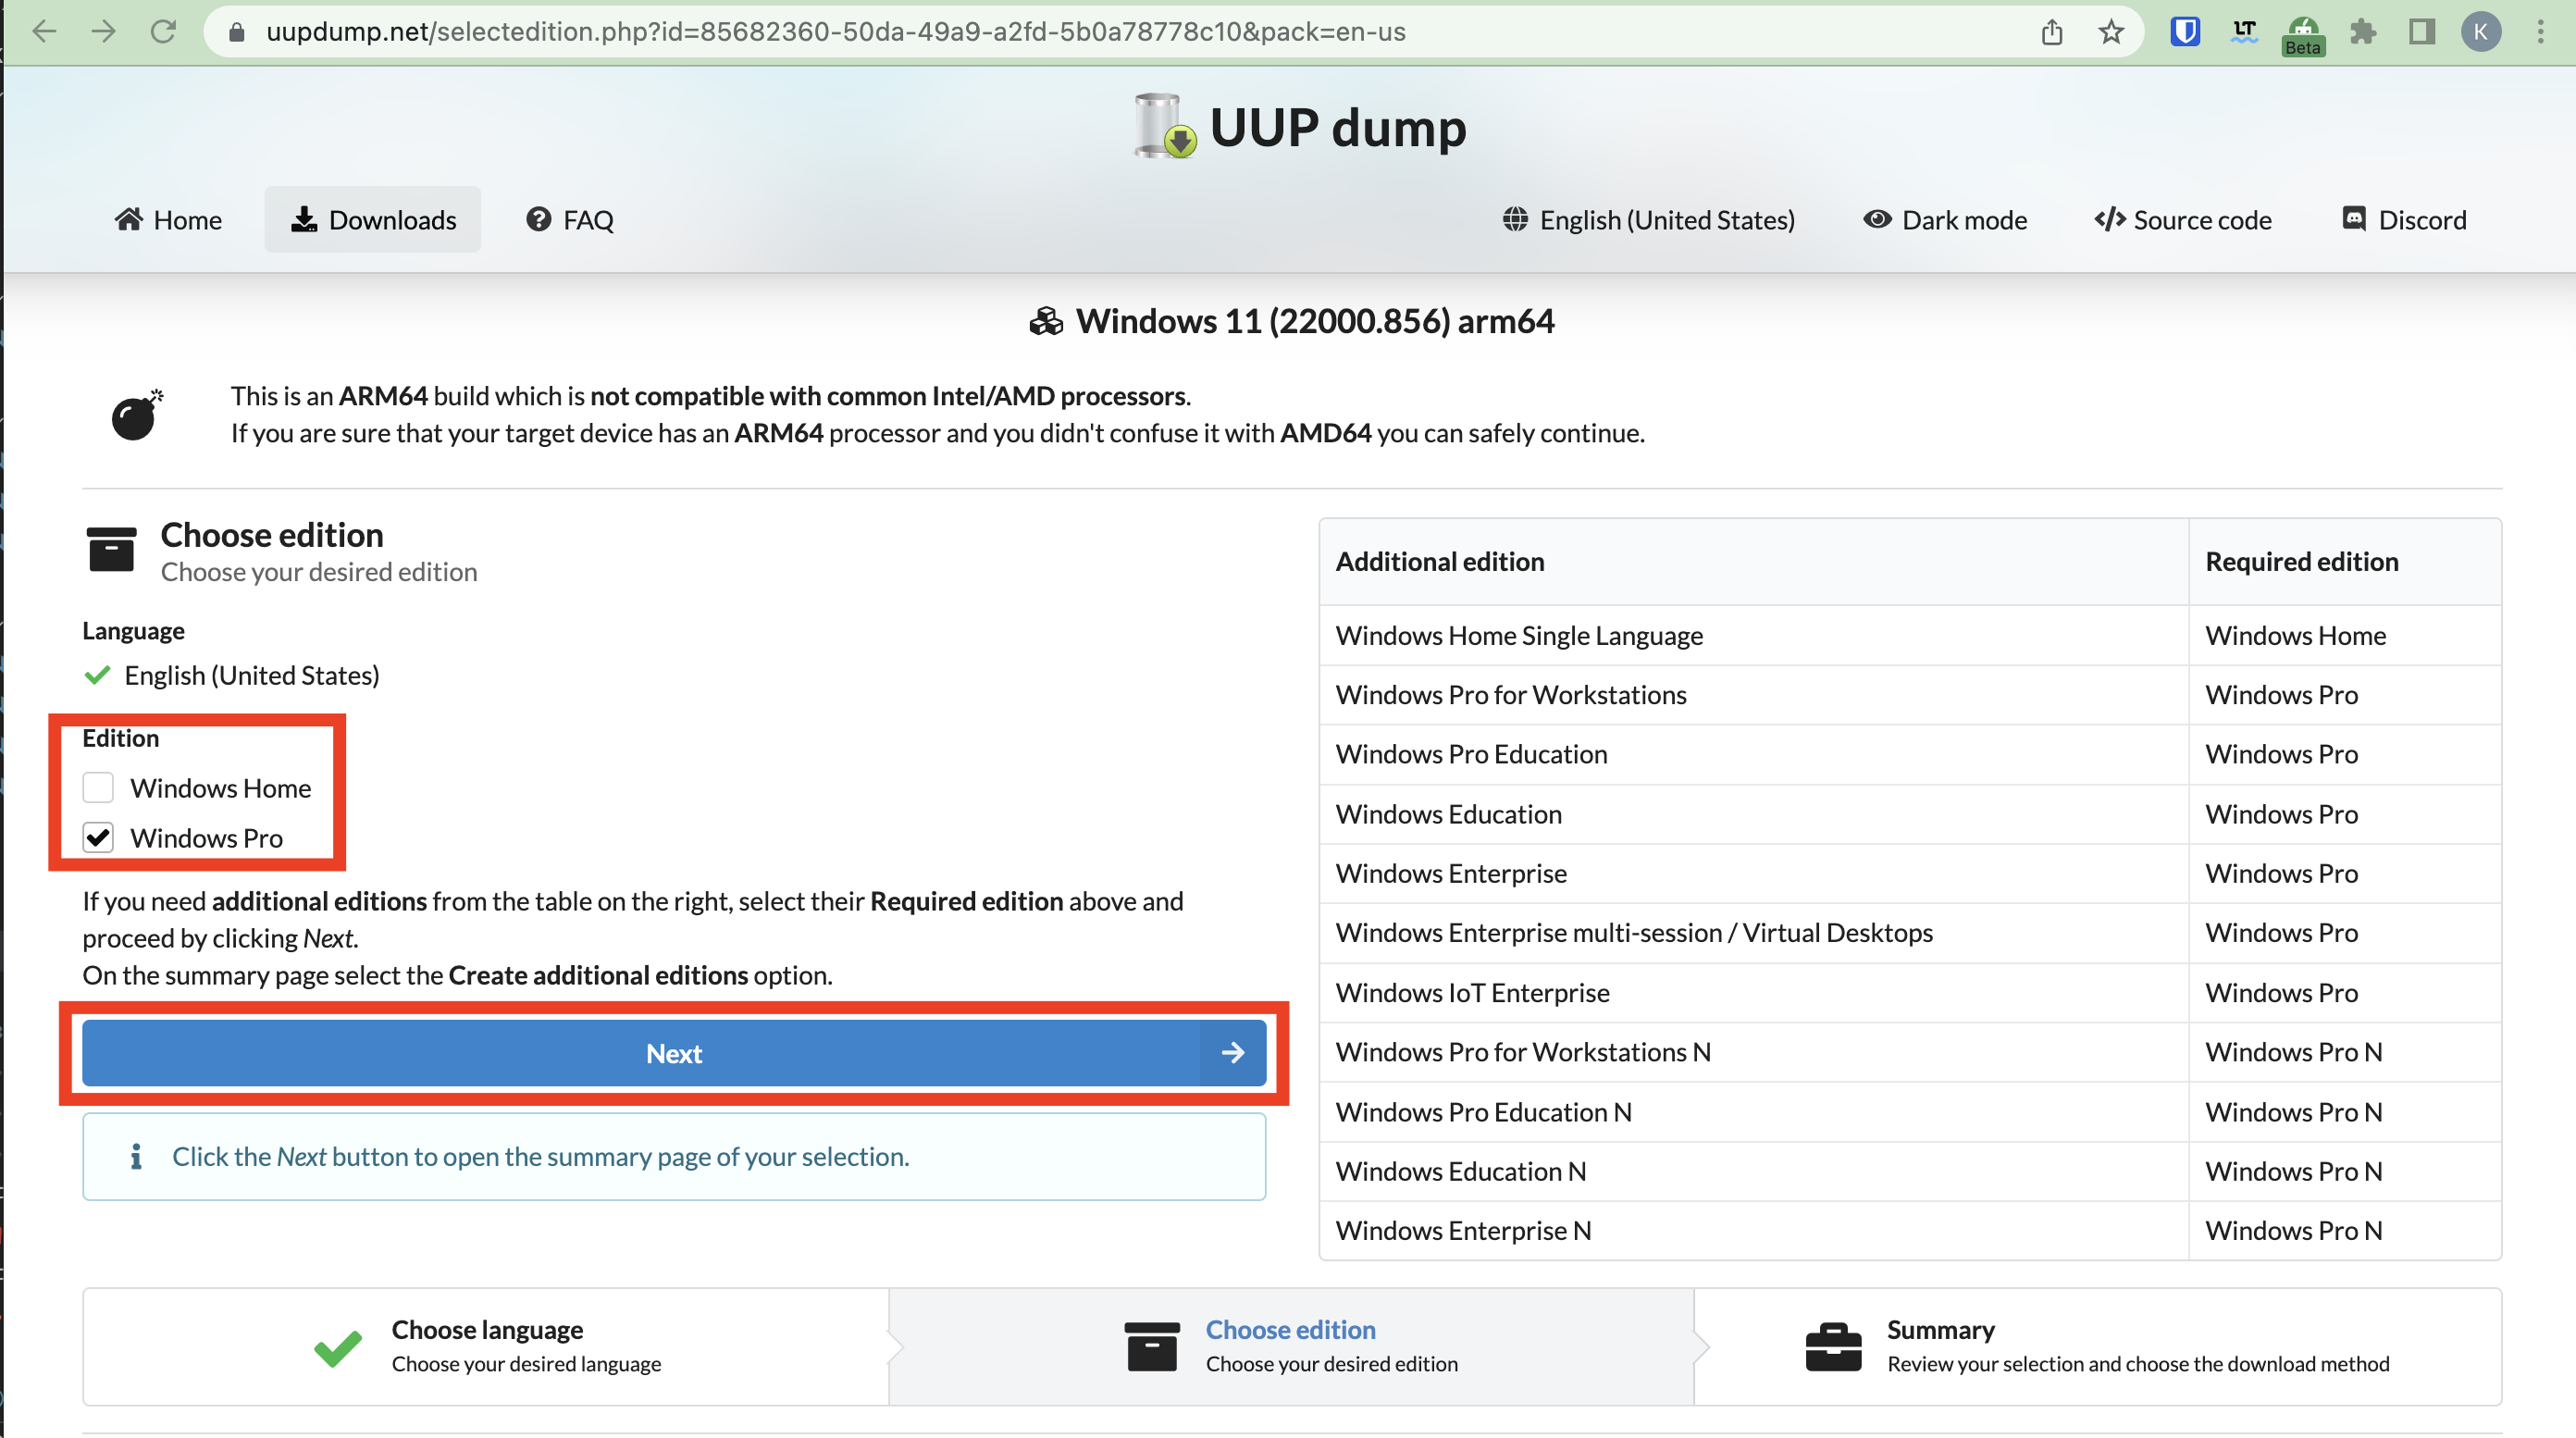 uupdump.net/selectedition.php?id=85682360-50da-49a9-a2fd-5b0a78778c10&pack=en-us
LT
Beta
K
UUP dump
Home
Downloads
FAQ
English (United States)
Dark mode
Source code
Discord
Windows 11 (22000.856) arm64
This is an ARM64 build which is not compatible with common Intel/AMD processors.
If you are sure that your target device has an ARM64 processor and you didn't confuse it with AMD64 you can safely continue.
Choose edition
Choose your desired edition
Language
English (United States)
Edition
Windows Home
Windows Pro
If you need additional editions from the table on the right, select their Required edition above and
proceed by clicking Next.
On the summary page select the Create additional editions option.
Next
Click the Next button to open the summary page of your selection.
Additional edition Required edition
Windows Home Single Language Windows Home
Windows Pro for Workstations Windows Pro
Windows Pro Education Windows Pro
Windows Education Windows Pro
Windows Enterprise Windows Pro
Windows Enterprise multi-session / Virtual Desktops Windows Pro
Windows IoT Enterprise Windows Pro
Windows Pro for Workstations N Windows Pro N
Windows Pro Education N Windows Pro N
Windows Education N Windows Pro N
Windows Enterprise N Windows Pro N
Choose language
Choose your desired language
Choose edition
Choose your desired edition
Summary
Review your selection and choose the download method